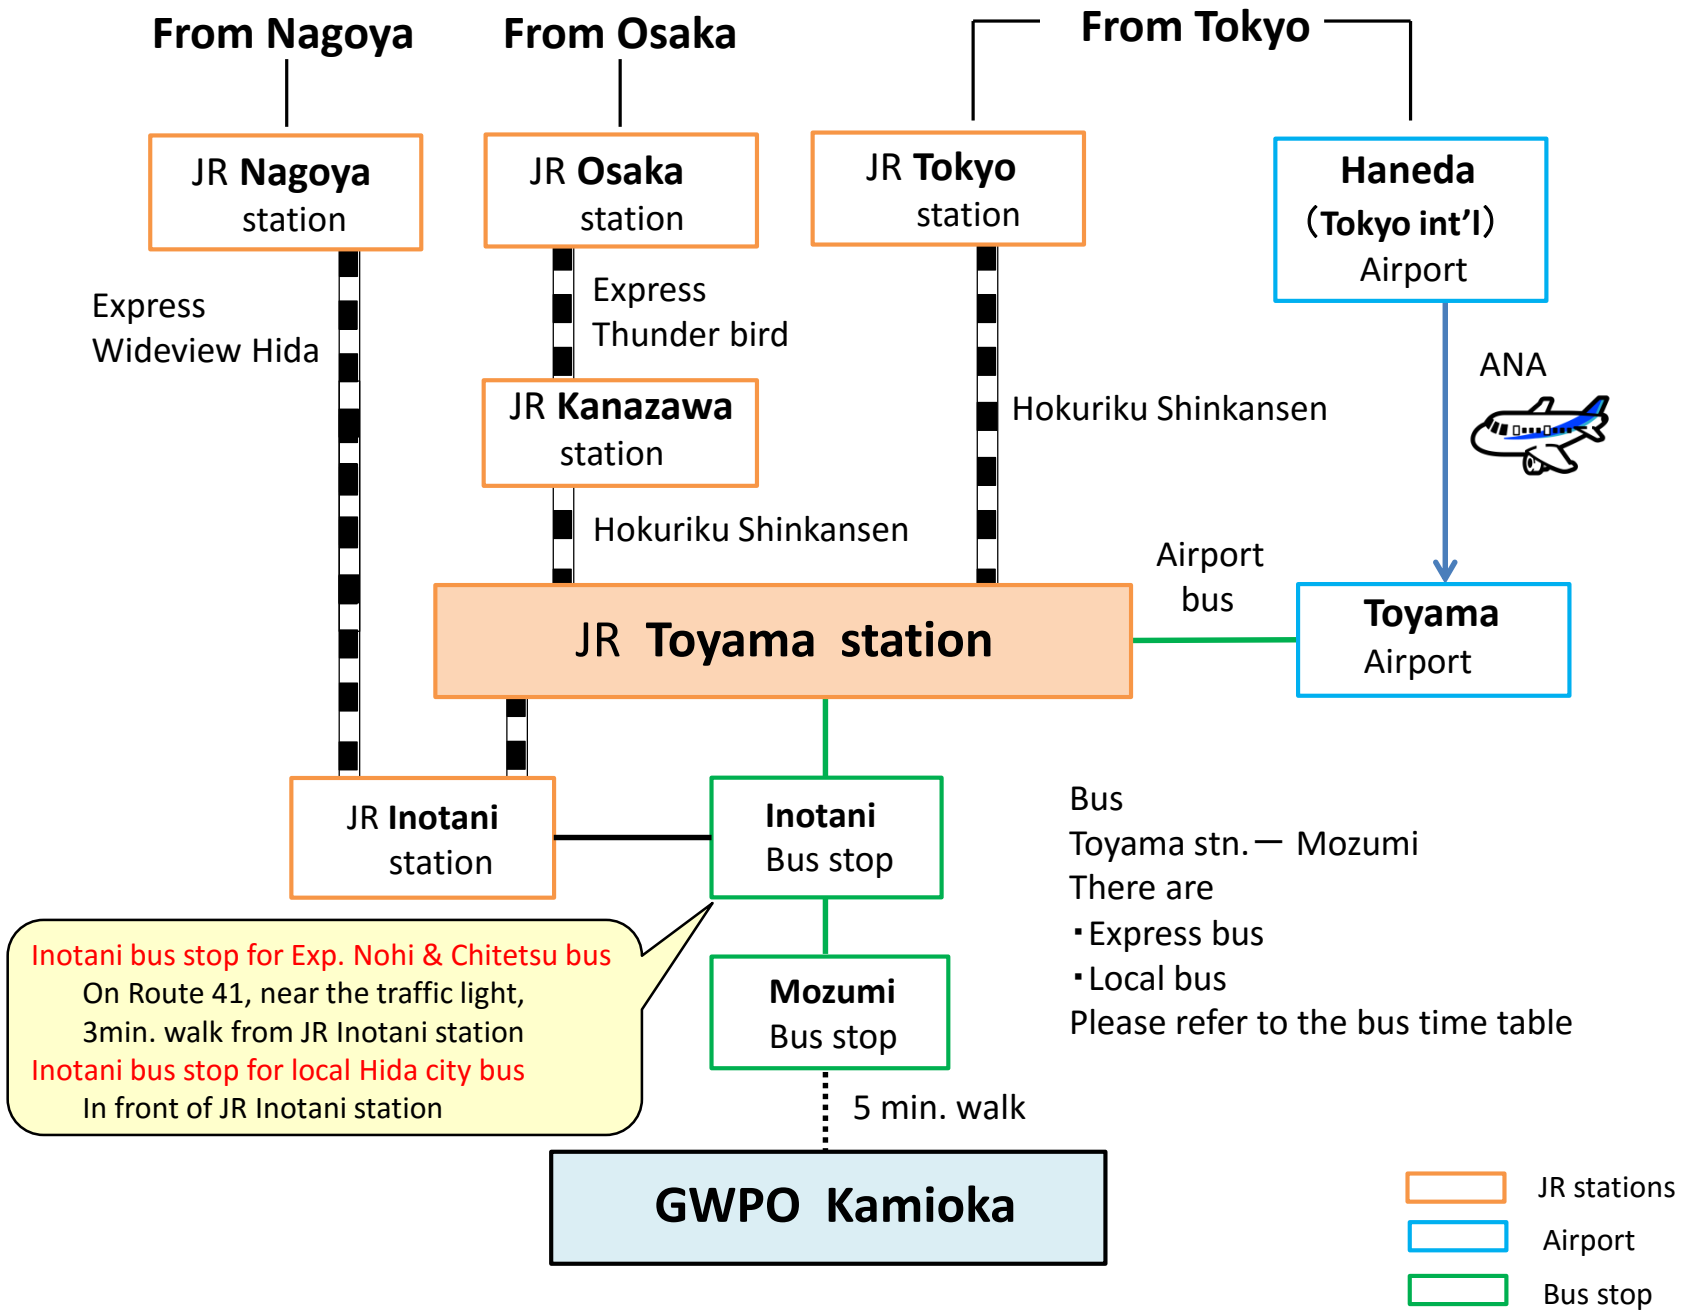 From Nagoya
From Osaka
From Tokyo
JR Nagoya
station
JR Osaka
station
JR Tokyo
station
Haneda
（Tokyo int'l）
Airport
Express
Wideview Hida
Express
Thunder bird
ANA
JR Kanazawa
station
Hokuriku Shinkansen
Hokuriku Shinkansen
Airport
bus
JR Toyama station
Toyama
Airport
JR Inotani
station
Inotani
Bus stop
Bus
Toyama stn.ー Mozumi
There are
・Express bus
・Local bus
Please refer to the bus time table
Inotani bus stop for Exp. Nohi & Chitetsu bus
On Route 41, near the traffic light,
3min. walk from JR Inotani station
Inotani bus stop for local Hida city bus
In front of JR Inotani station
Mozumi
Bus stop
5 min. walk
GWPO Kamioka
JR stations
Airport
Bus stop